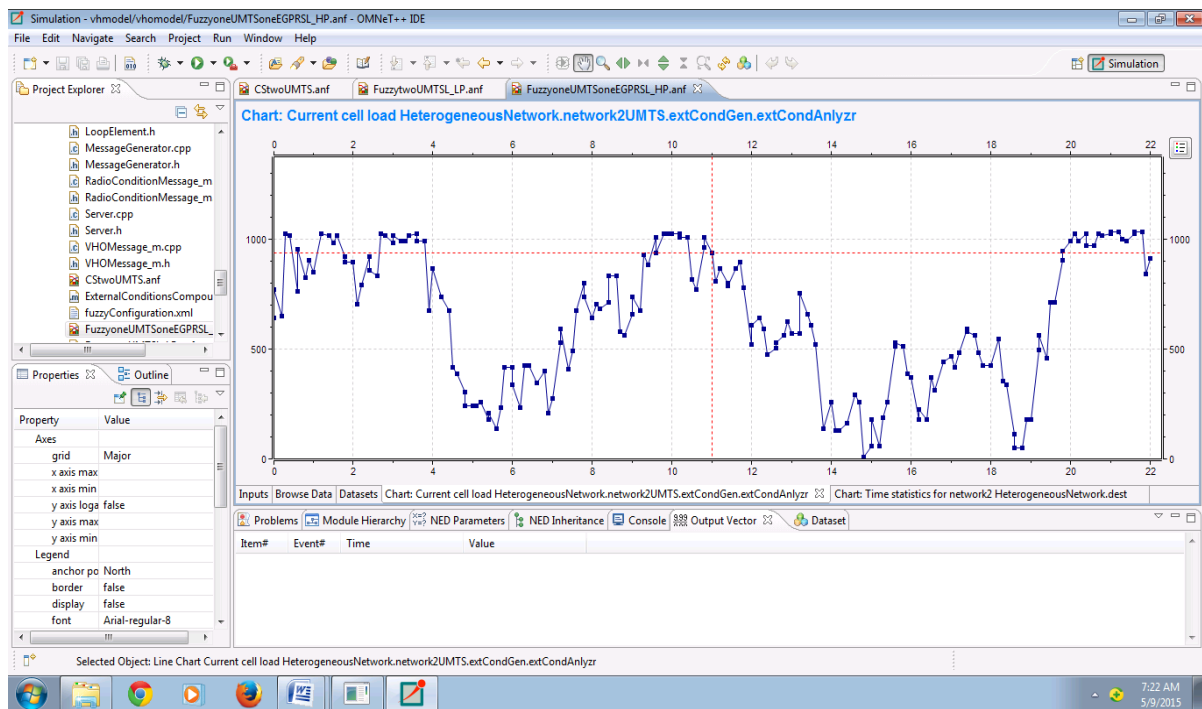 Simulation - vhmodel/vhomodel/FuzzyoneUMTSoneEGPRSL_HP.anf - OMNeT++ IDE
File Edit Navigate Search Project Run Window Help
Simulation
Project Explorer
LoopElement.h
MessageGenerator.cpp
MessageGenerator.h
RadioConditionMessage_m
RadioConditionMessage_m
Server.cpp
Server.h
VHOMessage_m.cpp
VHOMessage_m.h
CStwoUMTS.anf
ExternalConditionsCompou
fuzzyConfiguration.xml
FuzzyoneUMTSoneEGPRSL_
Properties Outline
Property Value
Axes
grid Major
x axis max
x axis min
y axis loga false
y axis max
y axis min
Legend
anchor po North
border false
display false
font Arial-regular-8
CStwoUMTS.anf FuzzytwoUMTSL_LP.anf FuzzyoneUMTSoneEGPRSL_HP.anf
Chart: Current cell load HeterogeneousNetwork.network2UMTS.extCondGen.extCondAnlyzr
0 2 4 6 8 10 12 14 16 18 20 22
1000 1000
500 500
0 0
0 2 4 6 8 10 12 14 16 18 20 22
Inputs Browse Data Datasets Chart: Current cell load HeterogeneousNetwork.network2UMTS.extCondGen.extCondAnlyzr Chart: Time statistics for network2 HeterogeneousNetwork.dest
Problems Module Hierarchy NED Parameters NED Inheritance Console Output Vector Dataset
Item# Event# Time Value
Selected Object: Line Chart Current cell load HeterogeneousNetwork.network2UMTS.extCondGen.extCondAnlyzr
7:22 AM
5/9/2015